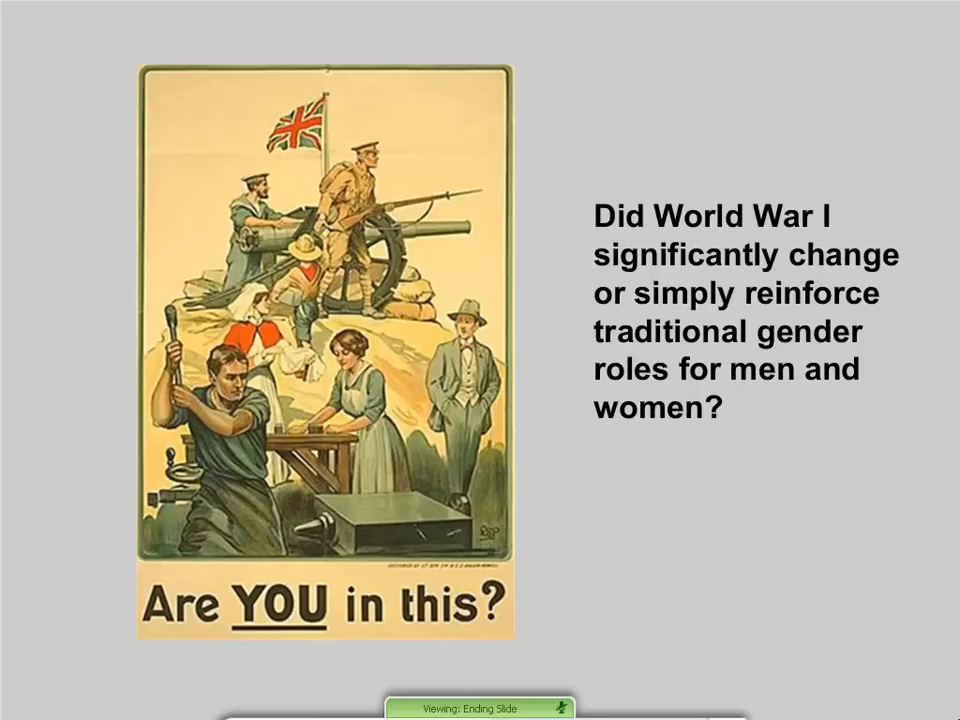 Did World War I
significantly change
or simply reinforce
traditional gender
roles for men and
women?
Are YOU in this?
Viewing: Ending Slide